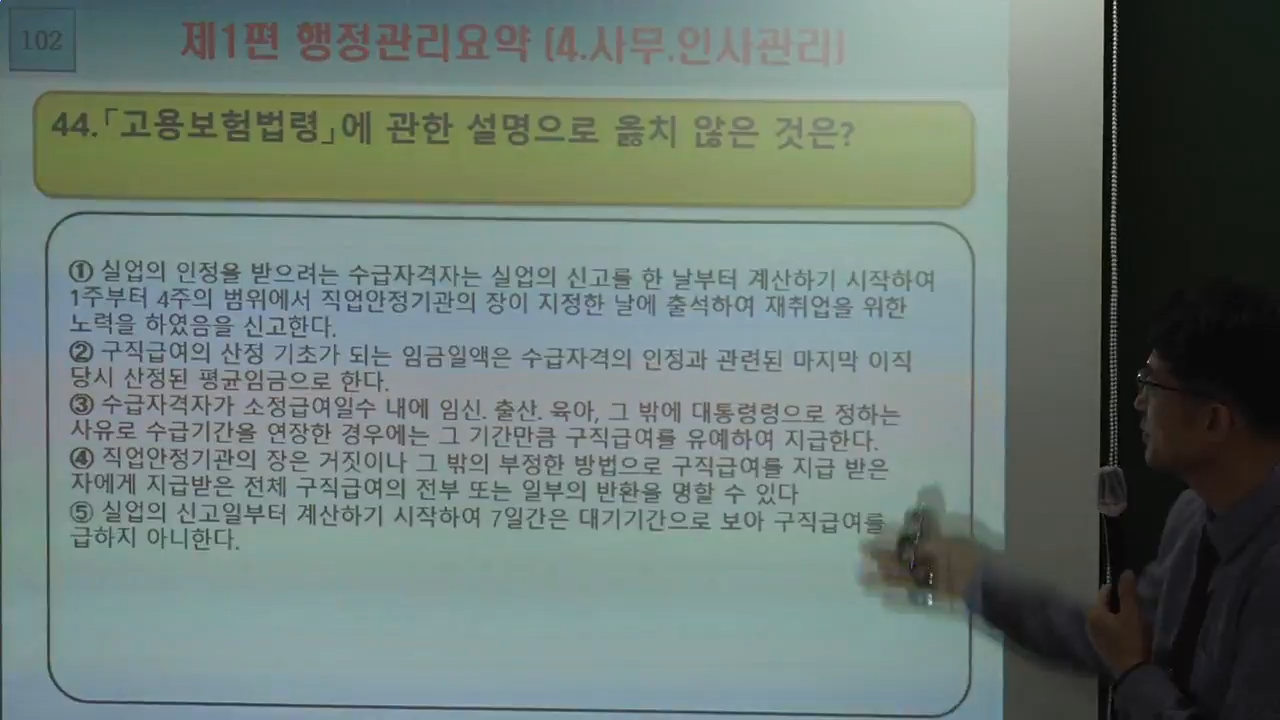 102
제1편 행정관리요약 (4.사무.인사관리)
44.「고용보험법령」에 관한 설명으로 옳치 않은 것은?
① 실업의 인정을 받으려는 수급자격자는 실업의 신고를 한 날부터 계산하기 시작하여
1주부터 4주의 범위에서 직업안정기관의 장이 지정한 날에 출석하여 재취업을 위한
노력을 하였음을 신고한다.
② 구직급여의 산정 기초가 되는 임금일액은 수급자격의 인정과 관련된 마지막 이직
당시 산정된 평균임금으로 한다.
③ 수급자격자가 소정급여일수 내에 임신. 출산. 육아, 그 밖에 대통령령으로 정하는
사유로 수급기간을 연장한 경우에는 그 기간만큼 구직급여를 유예하여 지급한다.
④ 직업안정기관의 장은 거짓이나 그 밖의 부정한 방법으로 구직급여를 지급 받은
자에게 지급받은 전체 구직급여의 전부 또는 일부의 반환을 명할 수 있다
⑤ 실업의 신고일부터 계산하기 시작하여 7일간은 대기기간으로 보아 구직급여를
급하지 아니한다.